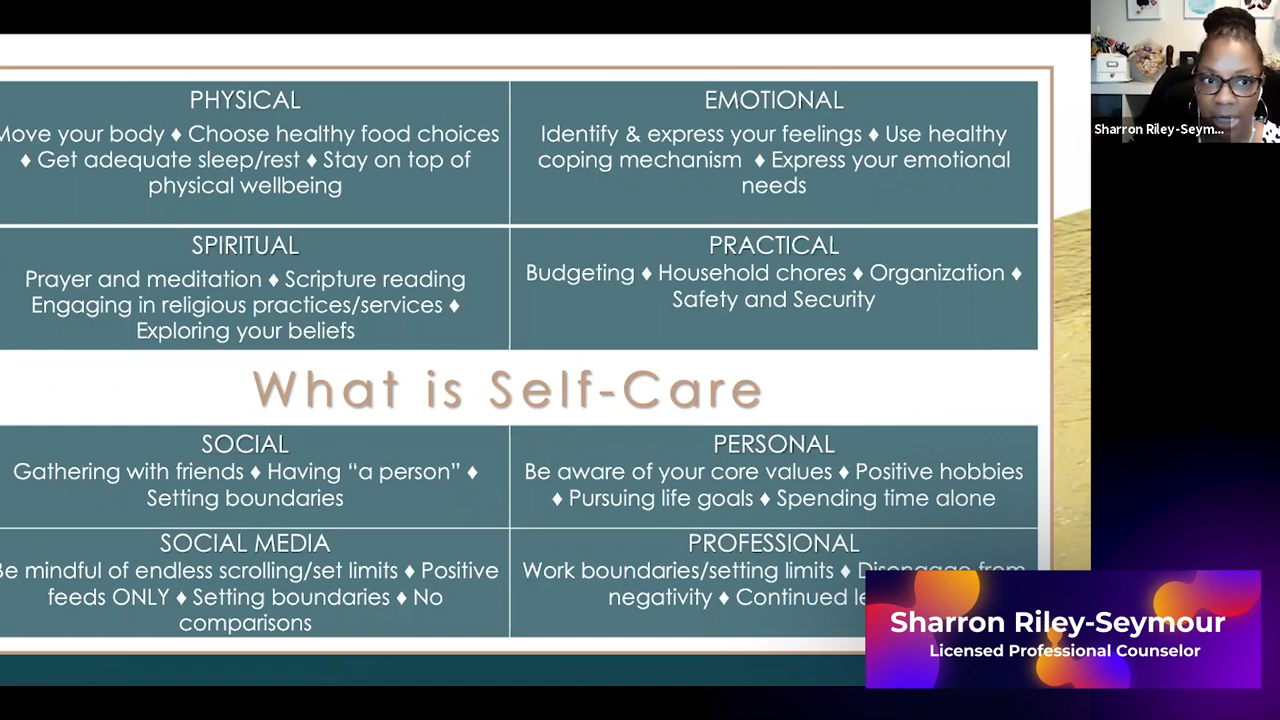 PHYSICAL
Move your body ♦ Choose healthy food choices
♦ Get adequate sleep/rest ♦ Stay on top of
physical wellbeing
EMOTIONAL
Identify & express your feelings ♦ Use healthy
coping mechanism ♦ Express your emotional
needs
SPIRITUAL
Prayer and meditation ♦ Scripture reading
Engaging in religious practices/services ♦
Exploring your beliefs
PRACTICAL
Budgeting ♦ Household chores ♦ Organization ♦
Safety and Security
What is Self-Care
SOCIAL
Gathering with friends ♦ Having “a person” ♦
Setting boundaries
PERSONAL
Be aware of your core values ♦ Positive hobbies
♦ Pursuing life goals ♦ Spending time alone
SOCIAL MEDIA
Be mindful of endless scrolling/set limits ♦ Positive
feeds ONLY ♦ Setting boundaries ♦ No
comparisons
PROFESSIONAL
Work boundaries/setting limits ♦ Disengage from
negativity ♦ Continued
Sharron Riley-Seym...
Sharron Riley-Seymour
Licensed Professional Counselor